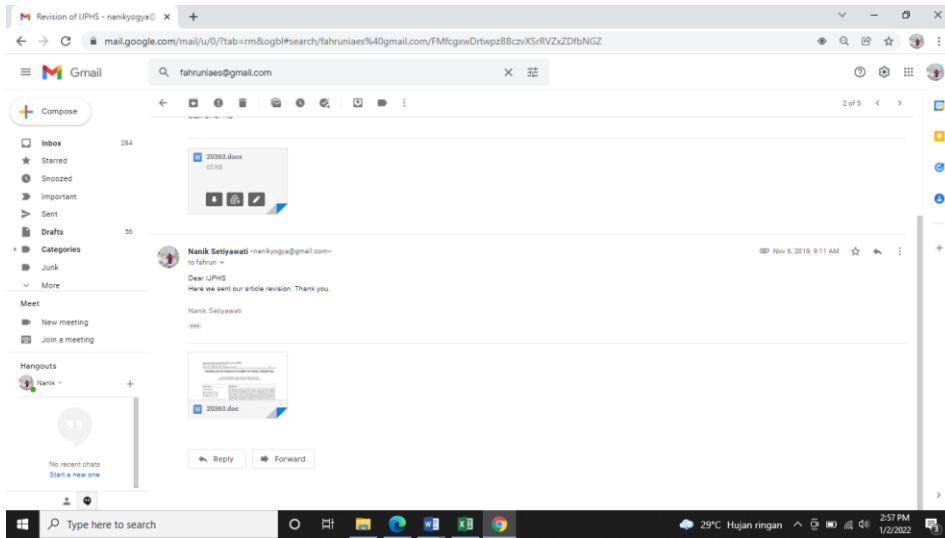 Revision of IJPHS - nanikyogya@
mail.google.com/mail/u/0/?tab=rm&ogbl#search/fahruniaes%40gmail.com/FMfcgxwDrtwpzBBczvXSrRVZxZDfbNGZ
Gmail
fahruniaes@gmail.com
Compose
2 of 5
Inbox 284
Starred
Snoozed
Important
Sent
Drafts 56
Categories
Junk
More
Meet
New meeting
Join a meeting
Hangouts
Nanik
No recent chats
Start a new one
20363.docx
65 KB
Nanik Setiyawati <nanikyogya@gmail.com>
Nov 6, 2019, 9:11 AM
to fahrun
Dear IJPHS
Here we sent our article revision. Thank you.
Nanik Setiyawati
20363.doc
Reply
Forward
Type here to search
29°C Hujan ringan
2:57 PM
1/2/2022
3